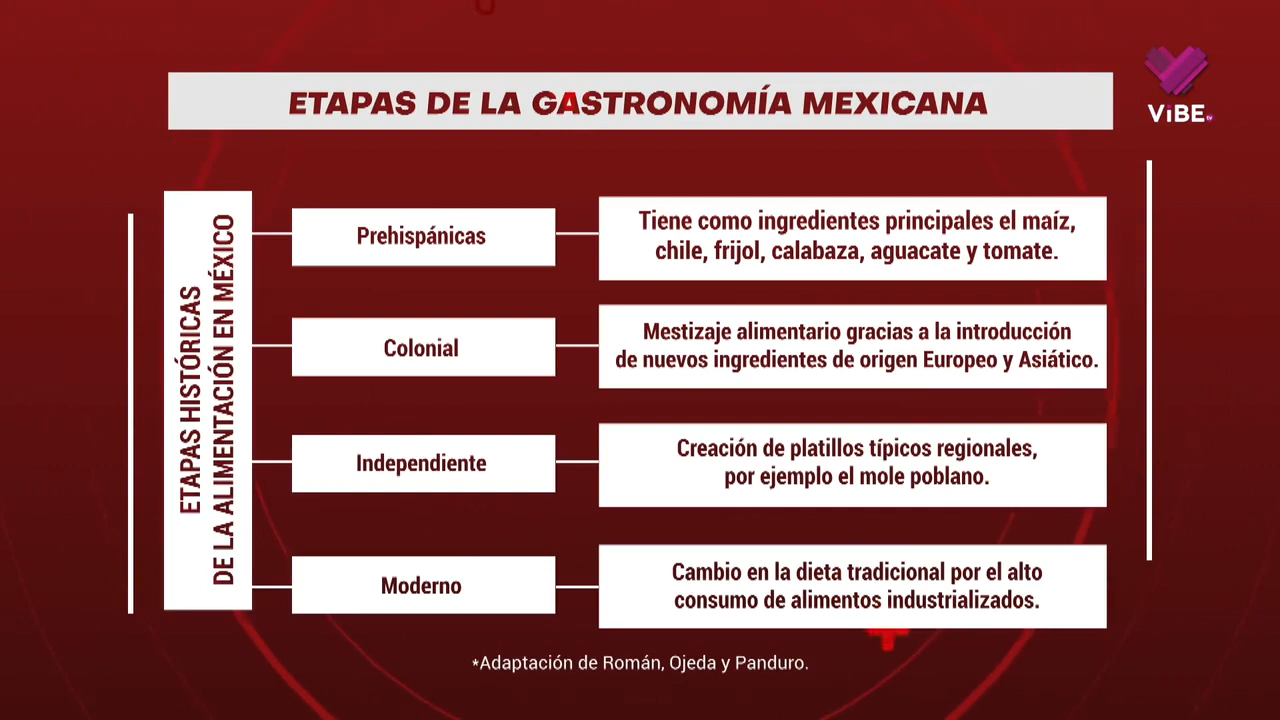 ETAPAS DE LA GASTRONOMÍA MEXICANA
ViBE tv
ETAPAS HISTÓRICAS
DE LA ALIMENTACIÓN EN MÉXICO
Prehispánicas
Tiene como ingredientes principales el maíz,
chile, frijol, calabaza, aguacate y tomate.
Colonial
Mestizaje alimentario gracias a la introducción
de nuevos ingredientes de origen Europeo y Asiático.
Independiente
Creación de platillos típicos regionales,
por ejemplo el mole poblano.
Moderno
Cambio en la dieta tradicional por el alto
consumo de alimentos industrializados.
*Adaptación de Román, Ojeda y Panduro.